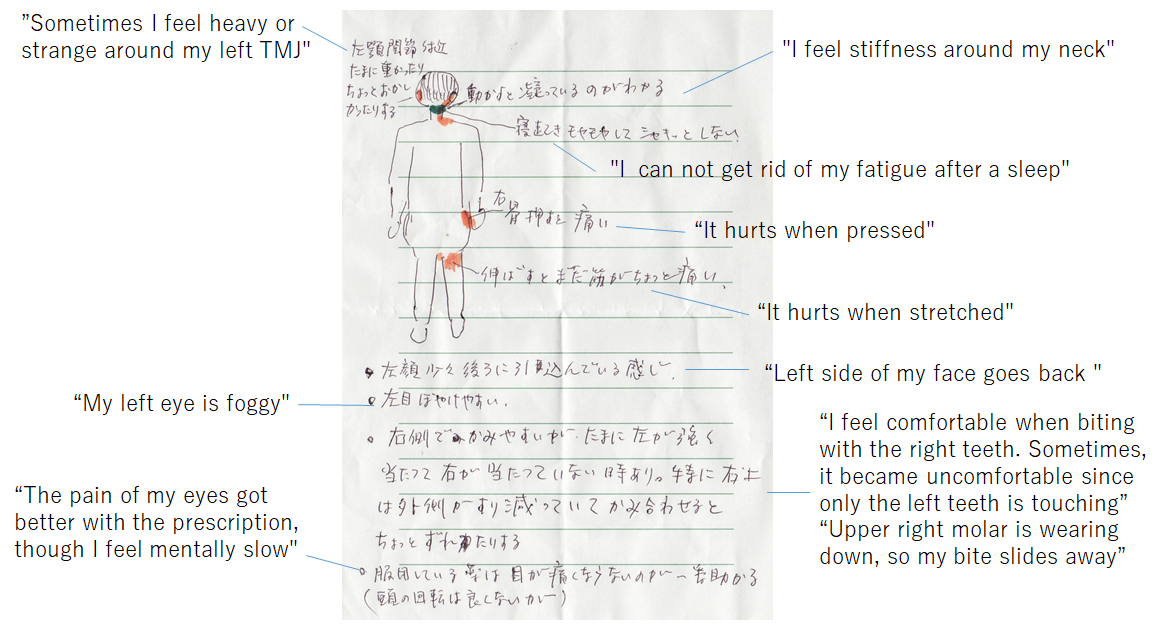 "Sometimes I feel heavy or
strange around my left TMJ"
左顎関節付近
たまに重かったり
ちょっとおかし
かったりする
動かすと凝っているのがわかる
"I feel stiffness around my neck"
寝起きモヤモヤして シャキッとしない
"I can not get rid of my fatigue after a sleep"
右骨押すと痛い
“It hurts when pressed"
伸ばすとまだ筋がちょっと痛い、
“It hurts when stretched"
左顔少々後ろに引込んでいる感じ.
“Left side of my face goes back "
“My left eye is foggy"
左目ぼやけやすい.
右側でかみやすいが たまに左が強く
当たって右が当たっていない時あり。特に右上
は外側がすり減っていてかみ合わせると
ちょっとずれたりする
“I feel comfortable when biting
with the right teeth. Sometimes,
it became uncomfortable since
only the left teeth is touching”
“Upper right molar is wearing
down, so my bite slides away”
“The pain of my eyes got
better with the prescription,
though I feel mentally slow"
服用している薬は目が痛くならないのが一番助かる
(頭の回転は良くないカー)